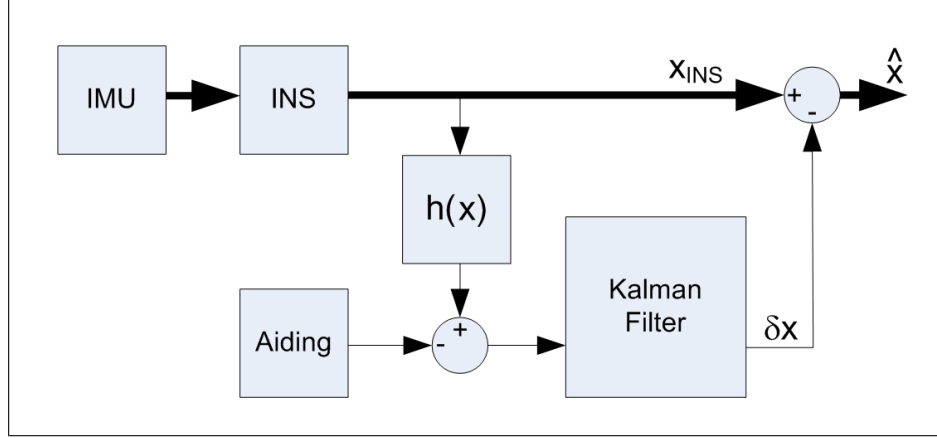 IMU
INS
x_INS
+
-
x̂
h(x)
Aiding
+
-
Kalman
Filter
δx